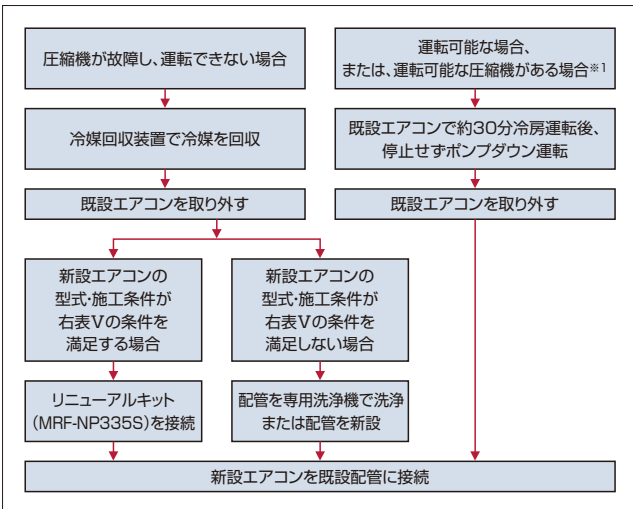 圧縮機が故障し、運転できない場合
運転可能な場合、
または、運転可能な圧縮機がある場合※1
冷媒回収装置で冷媒を回収
既設エアコンで約30分冷房運転後、
停止せずポンプダウン運転
既設エアコンを取り外す
既設エアコンを取り外す
新設エアコンの
型式・施工条件が
右表Ⅴの条件を
満足する場合
新設エアコンの
型式・施工条件が
右表Ⅴの条件を
満足しない場合
リニューアルキット
(MRF-NP335S)を接続
配管を専用洗浄機で洗浄
または配管を新設
新設エアコンを既設配管に接続